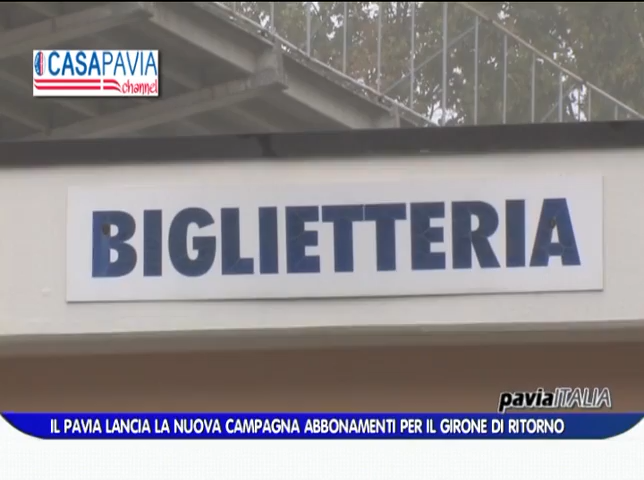 CASAPAVIA
channel
BIGLIETTERIA
paviaITALIA
IL PAVIA LANCIA LA NUOVA CAMPAGNA ABBONAMENTI PER IL GIRONE DI RITORNO